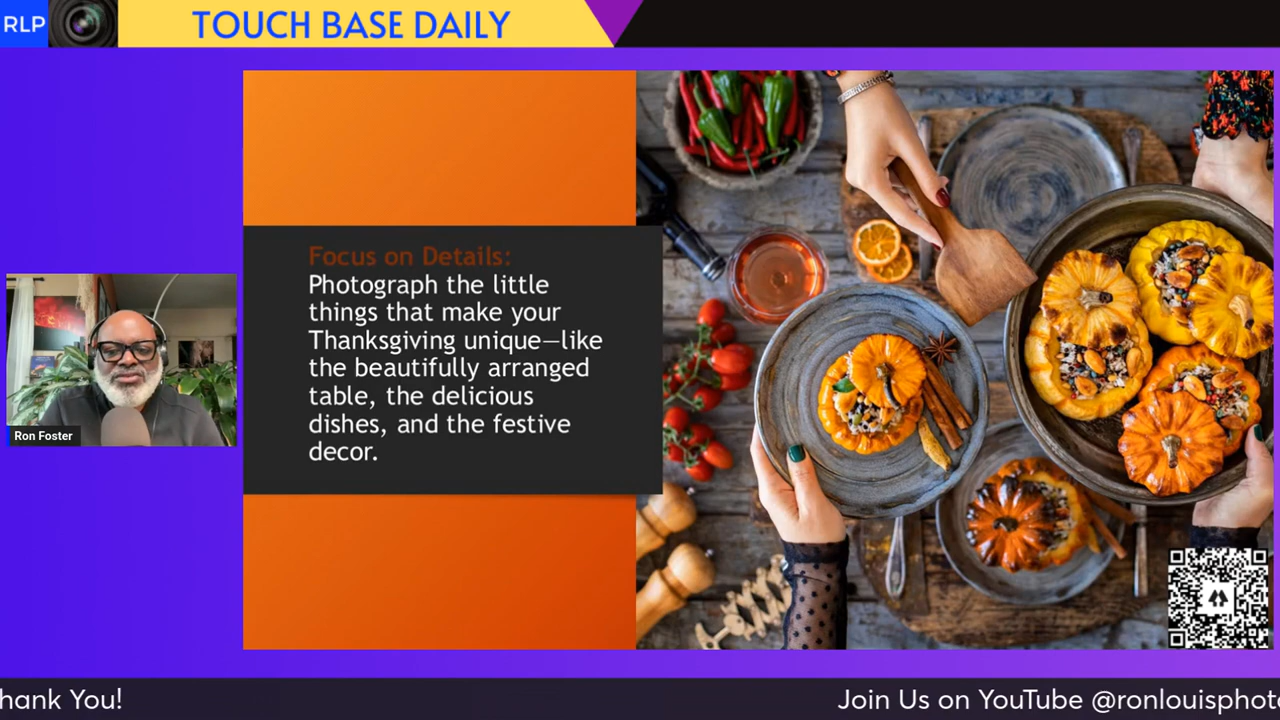 RLP
TOUCH BASE DAILY
Focus on Details:
Photograph the little
things that make your
Thanksgiving unique—like
the beautifully arranged
table, the delicious
dishes, and the festive
decor.
Ron Foster
hank You!
Join Us on YouTube @ronlouisphot